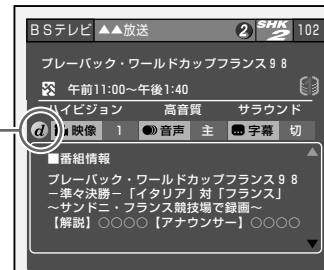 BSテレビ ▲▲放送 2 SHK 2 102
プレーバック・ワールドカップフランス98
午前11:00～午後1:40
ハイビジョン 高音質 サラウンド
d 映像 1 音声 主 字幕 切
■番組情報
プレーバック・ワールドカップフランス98
－準々決勝－「イタリア」対「フランス」
～サンドニ・フランス競技場で録画～
【解説】○○○○【アナウンサー】○○○○